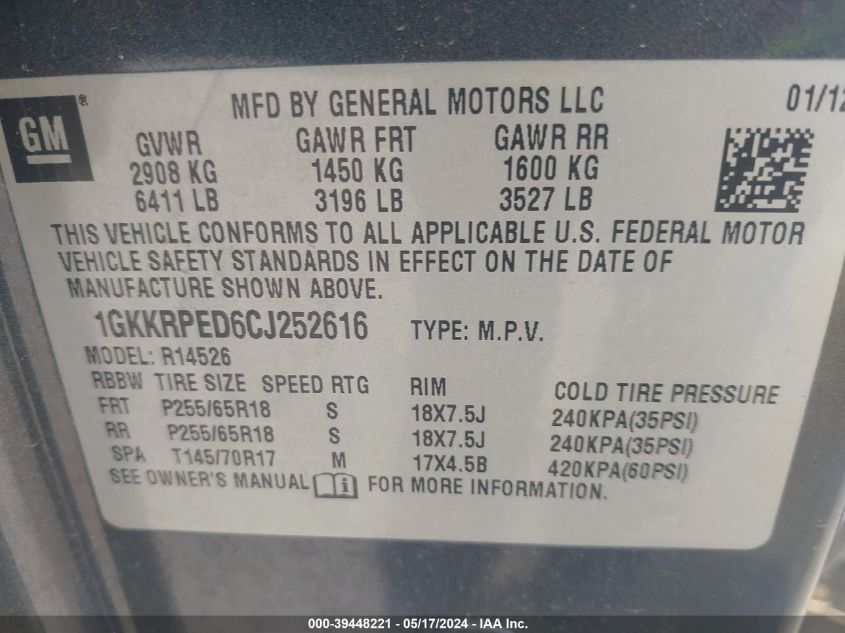 GM ®
MFD BY GENERAL MOTORS LLC 01/12
GVWR GAWR FRT GAWR RR
2908 KG 1450 KG 1600 KG
6411 LB 3196 LB 3527 LB
THIS VEHICLE CONFORMS TO ALL APPLICABLE U.S. FEDERAL MOTOR
VEHICLE SAFETY STANDARDS IN EFFECT ON THE DATE OF
MANUFACTURE SHOWN ABOVE.
1GKKRPED6CJ252616 TYPE: M.P.V.
MODEL: R14526
RBBW TIRE SIZE SPEED RTG RIM COLD TIRE PRESSURE
FRT P255/65R18 S 18X7.5J 240KPA(35PSI)
RR P255/65R18 S 18X7.5J 240KPA(35PSI)
SPA T145/70R17 M 17X4.5B 420KPA(60PSI)
SEE OWNER'S MANUAL i FOR MORE INFORMATION.
000-39448221 - 05/17/2024 - IAA Inc.